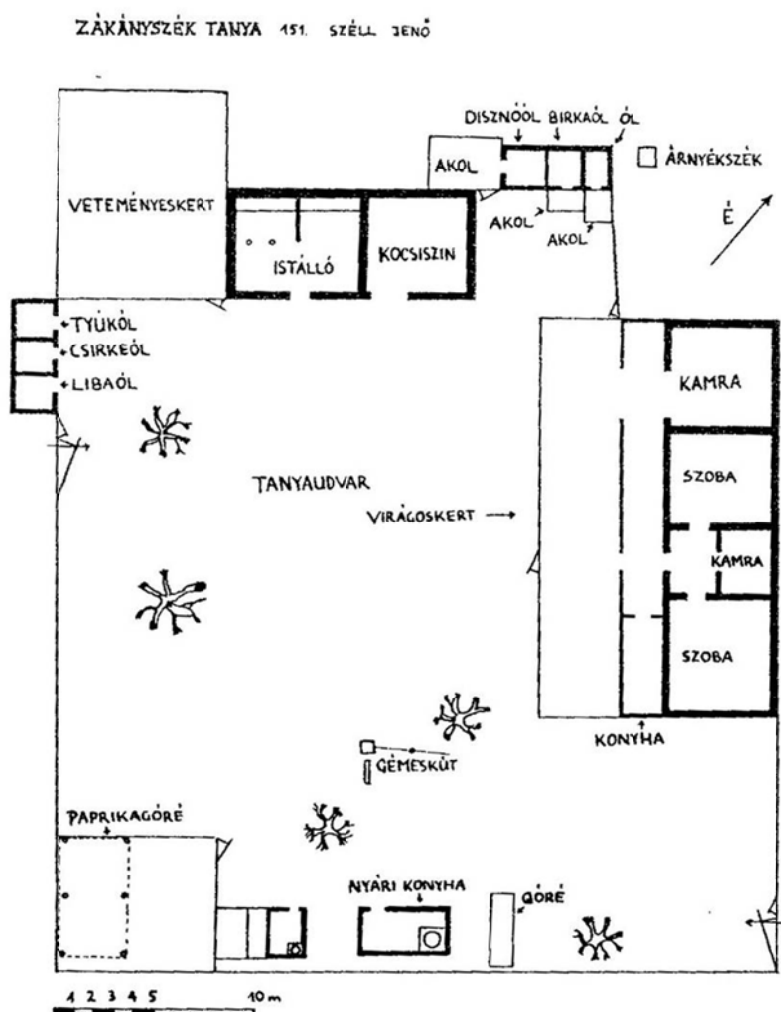 ZÁKÁNYSZÉK TANYA 151. SZÉLL JENŐ
DISZNÓÓL BIRKAÓL ÓL
AKOL
ÁRNYÉKSZÉK
VETEMÉNYESKERT
É
AKOL
AKOL
ISTÁLLÓ
KOCSISZIN
TYÚKÓL
CSIRKEÓL
LIBAÓL
KAMRA
TANYAUDVAR
SZOBA
VIRÁGOSKERT
KAMRA
SZOBA
KONYHA
GÉMESKÚT
PAPRIKAGÓRÉ
NYÁRI KONYHA
GÓRÉ
1 2 3 4 5 10 m